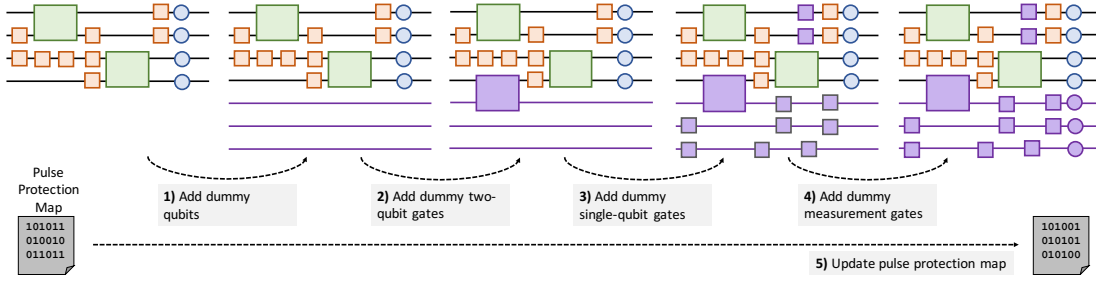 1) Add dummy
qubits
2) Add dummy two-
qubit gates
3) Add dummy
single-qubit gates
4) Add dummy
measurement gates
Pulse
Protection
Map
101011
010010
011011
5) Update pulse protection map
101001
010101
010100